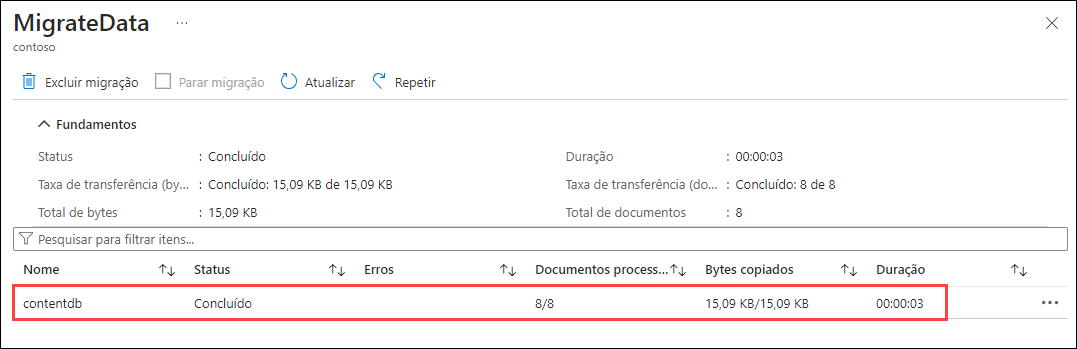 MigrateData ...
contoso
Excluir migração Parar migração Atualizar Repetir
Fundamentos
Status : Concluído Duração : 00:00:03
Taxa de transferência (by... : Concluído: 15,09 KB de 15,09 KB Taxa de transferência (do... : Concluído: 8 de 8
Total de bytes : 15,09 KB Total de documentos : 8
Pesquisar para filtrar itens...
Nome Status Erros Documentos process... Bytes copiados Duração
contentdb Concluído 8/8 15,09 KB/15,09 KB 00:00:03 ...